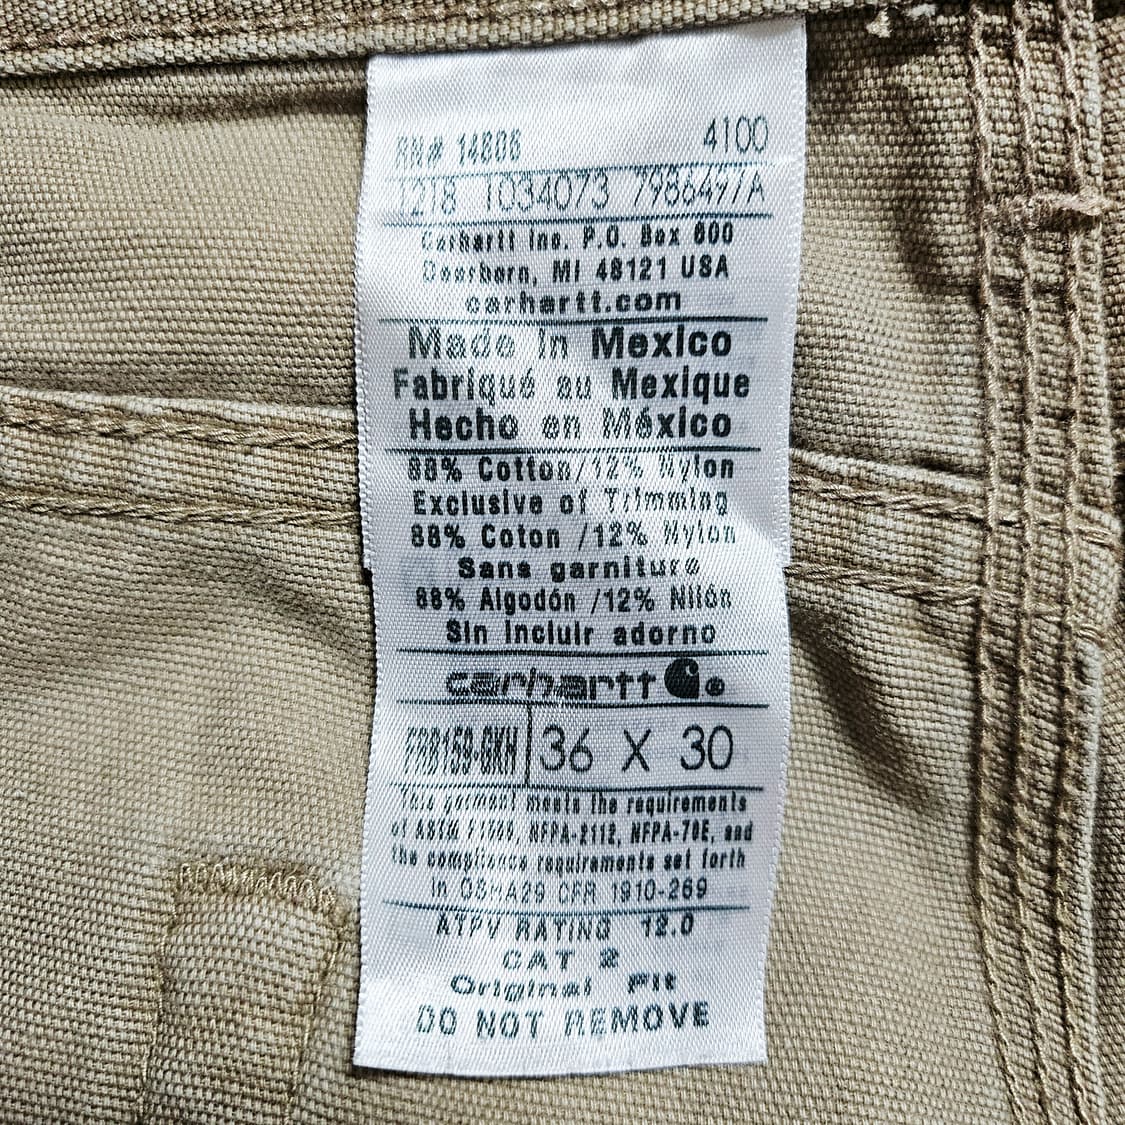 RN# 14806 4100
1218 1034073 798649/A
Carhartt Inc. P.O. Box 600
Dearborn, MI 48121 USA
carhartt.com
Made in Mexico
Fabriqué au Mexique
Hecho en México
88% Cotton/12% Nylon
Exclusive of Trimming
88% Coton /12% Nylon
Sans garniture
88% Algodón /12% Nilón
Sin incluir adorno
carhartt
FRB159-GKH 36 X 30
This garment meets the requirements
of ASTM NFPA-2112, NFPA-70E, and
the compliance requirements set forth
in OSHA29 CFR 1910-269
ATPV RATING 12.0
CAT 2
Original Fit
DO NOT REMOVE